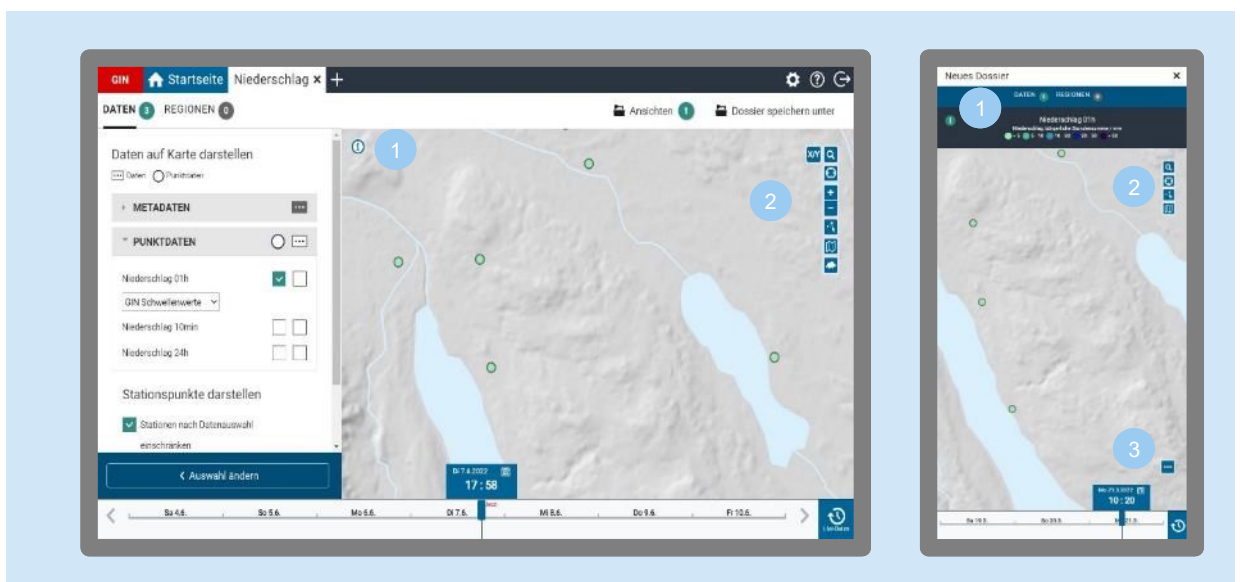 GIN Startseite Niederschlag × +
DATEN 3 REGIONEN 0
Ansichten 1 Dossier speichern unter
Daten auf Karte darstellen
Daten Punktdaten
METADATEN
PUNKTDATEN
Niederschlag 01h
GIN Schwellenwerte
Niederschlag 10min
Niederschlag 24h
Stationspunkte darstellen
Stationen nach Datenauswahl
einschränken
Auswahl ändern
1
X/Y
2
Di 7.6.2022
17 : 58
Sa 4.6. So 5.6. Mo 6.6. Di 7.6. Mi 8.6. Do 9.6. Fr 10.6.
Neues Dossier ×
DATEN REGIONEN
1
Niederschlag 01h
2
3
10 : 20